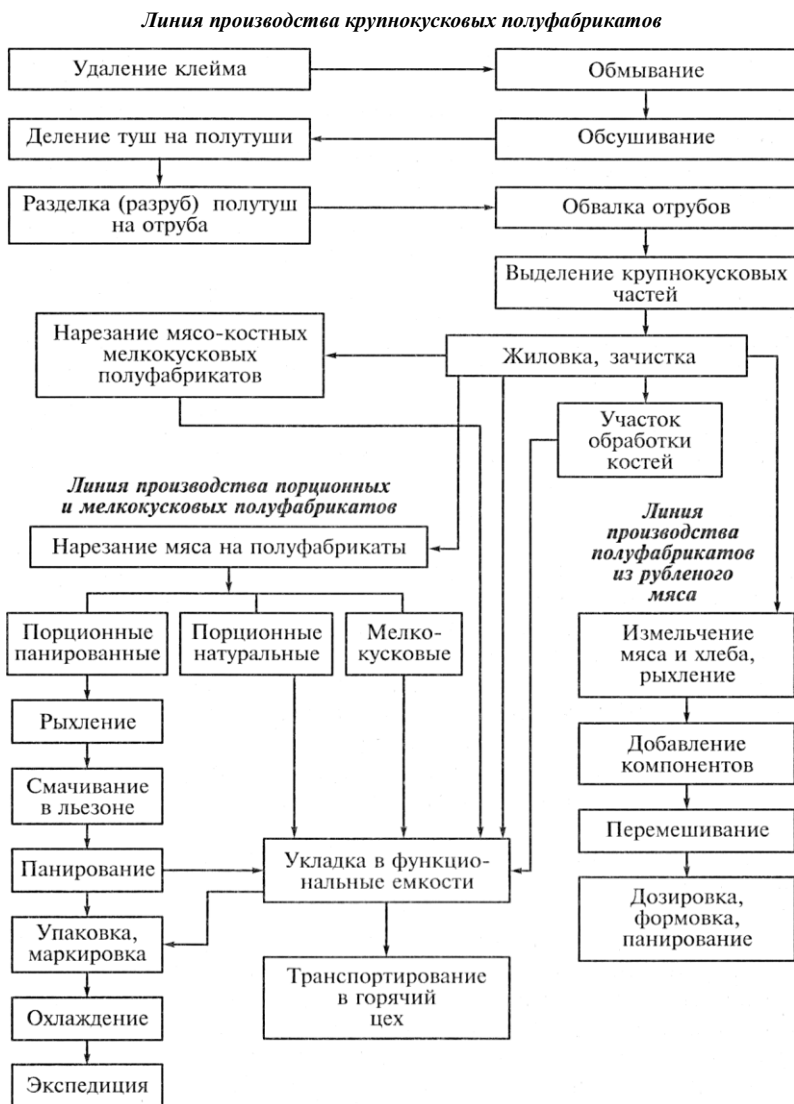 Линия производства крупнокусковых полуфабрикатов
Удаление клейма
Обмывание
Деление туш на полутуши
Обсушивание
Разделка (разруб) полутуш
на отруба
Обвалка отрубов
Выделение крупнокусковых
частей
Нарезание мясо-костных
мелкокусковых
полуфабрикатов
Жиловка, зачистка
Участок
обработки
костей
Линия производства порционных
и мелкокусковых полуфабрикатов
Нарезание мяса на полуфабрикаты
Линия
производства
полуфабрикатов
из рубленого
мяса
Порционные
панированные
Порционные
натуральные
Мелко-
кусковые
Измельчение
мяса и хлеба,
рыхление
Рыхление
Добавление
компонентов
Смачивание
в льезоне
Перемешивание
Панирование
Укладка в функцио-
нальные емкости
Дозировка,
формовка,
панирование
Упаковка,
маркировка
Транспортирование
в горячий
цех
Охлаждение
Экспедиция